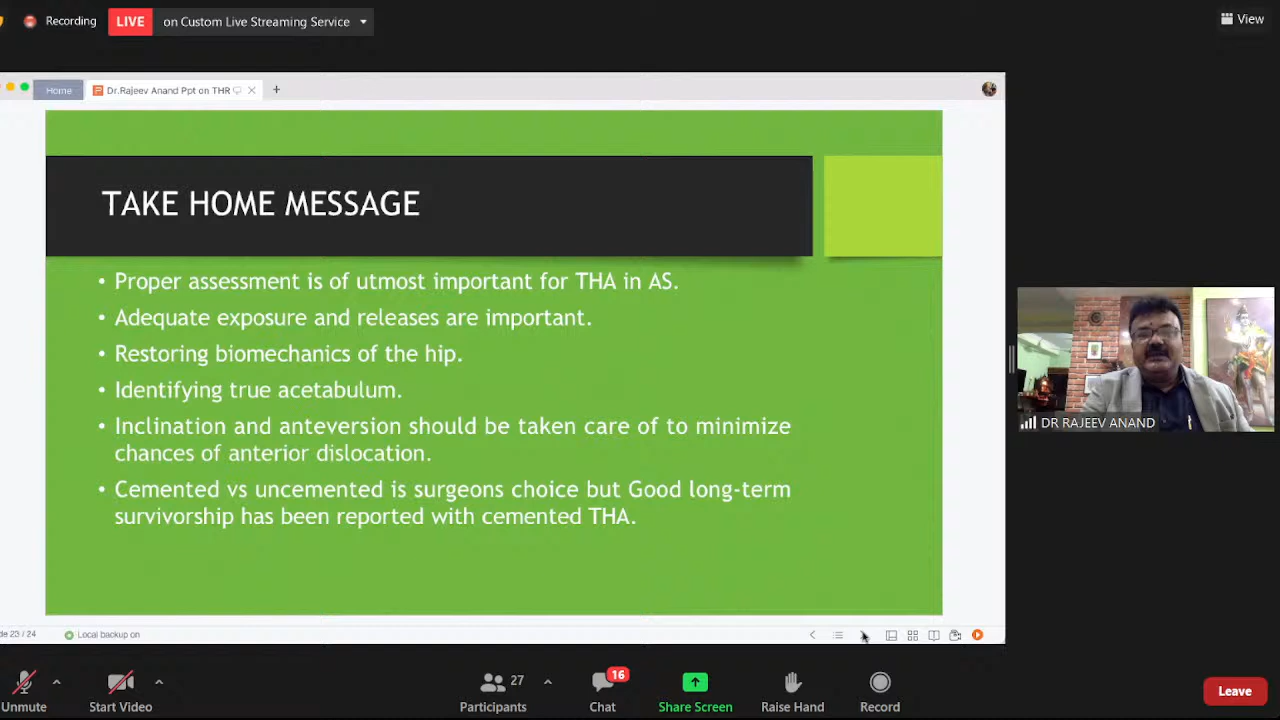 Recording
LIVE on Custom Live Streaming Service
View
Home
Dr.Rajeev Anand Ppt on THR
TAKE HOME MESSAGE
• Proper assessment is of utmost important for THA in AS.
• Adequate exposure and releases are important.
• Restoring biomechanics of the hip.
• Identifying true acetabulum.
• Inclination and anteversion should be taken care of to minimize
chances of anterior dislocation.
• Cemented vs uncemented is surgeons choice but Good long-term
survivorship has been reported with cemented THA.
DR RAJEEV ANAND
de 23 / 24
Local backup on
Unmute
Start Video
27
Participants
16
Chat
Share Screen
Raise Hand
Record
Leave